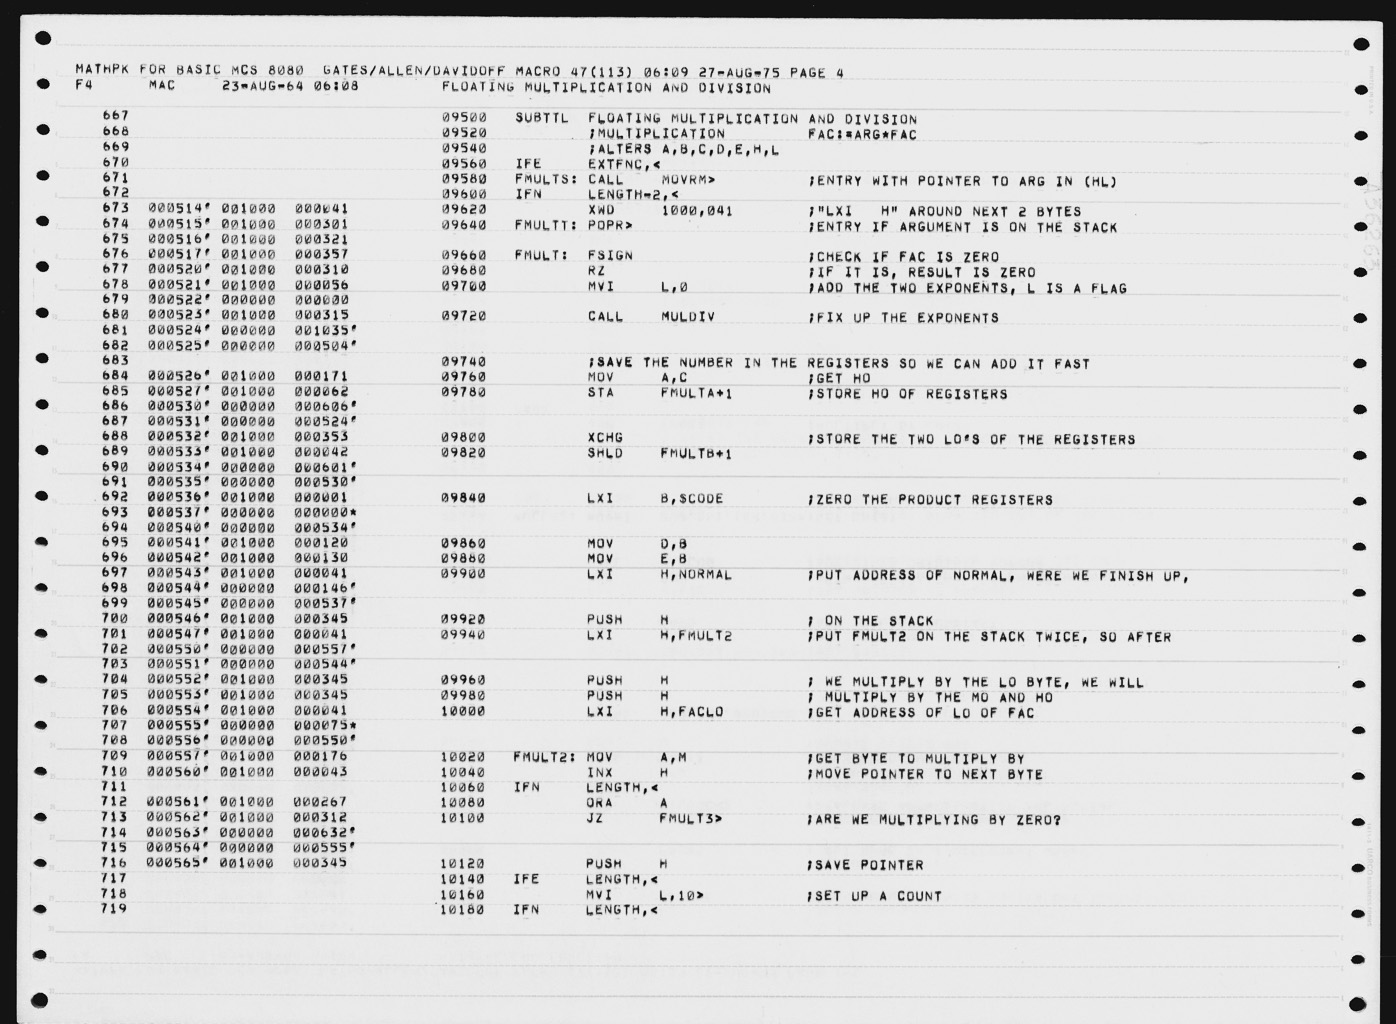 MATHPK FOR BASIC MCS 8080  GATES/ALLEN/DAVIDOFF MACRO 47(113) 06:09 27-AUG-75 PAGE 4
F4      MAC     23-AUG-64 06:08         FLOATING MULTIPLICATION AND DIVISION
667 09500 SUBTTL FLOATING MULTIPLICATION AND DIVISION
668 09520 ;MULTIPLICATION FAC:=ARG*FAC
669 09540 ;ALTERS A,B,C,D,E,H,L
670 09560 IFE EXTFNC,<
671 09580 FMULTS: CALL MOVRM> ;ENTRY WITH POINTER TO ARG IN (HL)
672 09600 IFN LENGTH-2,<
673 000514' 001000 000041 09620 XWD 1000,041 ;"LXI H" AROUND NEXT 2 BYTES
674 000515' 001000 000301 09640 FMULTT: POPR> ;ENTRY IF ARGUMENT IS ON THE STACK
675 000516' 001000 000321
676 000517' 001000 000357 09660 FMULT: FSIGN ;CHECK IF FAC IS ZERO
677 000520' 001000 000310 09680 RZ ;IF IT IS, RESULT IS ZERO
678 000521' 001000 000056 09700 MVI L,0 ;ADD THE TWO EXPONENTS, L IS A FLAG
679 000522' 000000 000000
680 000523' 001000 000315 09720 CALL MULDIV ;FIX UP THE EXPONENTS
681 000524' 000000 001035'
682 000525' 000000 000504'
683 09740 ;SAVE THE NUMBER IN THE REGISTERS SO WE CAN ADD IT FAST
684 000526' 001000 000171 09760 MOV A,C ;GET HO
685 000527' 001000 000062 09780 STA FMULTA+1 ;STORE HO OF REGISTERS
686 000530' 000000 000606'
687 000531' 000000 000524'
688 000532' 001000 000353 09800 XCHG ;STORE THE TWO LO'S OF THE REGISTERS
689 000533' 001000 000042 09820 SHLD FMULTB+1
690 000534' 000000 000601'
691 000535' 000000 000530'
692 000536' 001000 000001 09840 LXI B,$CODE ;ZERO THE PRODUCT REGISTERS
693 000537' 000000 000000*
694 000540' 000000 000534'
695 000541' 001000 000120 09860 MOV D,B
696 000542' 001000 000130 09880 MOV E,B
697 000543' 001000 000041 09900 LXI H,NORMAL ;PUT ADDRESS OF NORMAL, WERE WE FINISH UP,
698 000544' 000000 000146'
699 000545' 000000 000537'
700 000546' 001000 000345 09920 PUSH H ; ON THE STACK
701 000547' 001000 000041 09940 LXI H,FMULT2 ;PUT FMULT2 ON THE STACK TWICE, SO AFTER
702 000550' 000000 000557'
703 000551' 000000 000544'
704 000552' 001000 000345 09960 PUSH H ; WE MULTIPLY BY THE LO BYTE, WE WILL
705 000553' 001000 000345 09980 PUSH H ; MULTIPLY BY THE MO AND HO
706 000554' 001000 000041 10000 LXI H,FACLO ;GET ADDRESS OF LO OF FAC
707 000555' 000000 000075*
708 000556' 000000 000550'
709 000557' 001000 000176 10020 FMULT2: MOV A,M ;GET BYTE TO MULTIPLY BY
710 000560' 001000 000043 10040 INX H ;MOVE POINTER TO NEXT BYTE
711 10060 IFN LENGTH,<
712 000561' 001000 000267 10080 ORA A
713 000562' 001000 000312 10100 JZ FMULT3> ;ARE WE MULTIPLYING BY ZERO?
714 000563' 000000 000632'
715 000564' 000000 000555'
716 000565' 001000 000345 10120 PUSH H ;SAVE POINTER
717 10140 IFE LENGTH,<
718 10160 MVI L,10> ;SET UP A COUNT
719 10180 IFN LENGTH,<